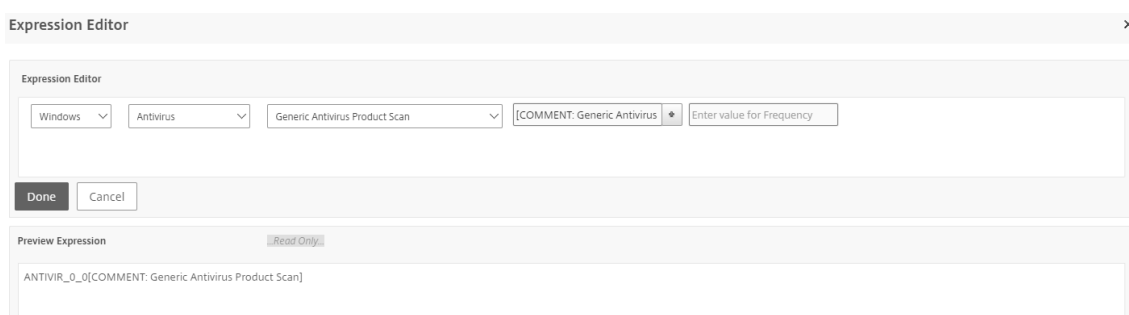 Expression Editor ×
Expression Editor
Windows Antivirus Generic Antivirus Product Scan [COMMENT: Generic Antivirus + Enter value for Frequency
Done Cancel
Preview Expression ...Read Only...
ANTIVIR_0_0[COMMENT: Generic Antivirus Product Scan]